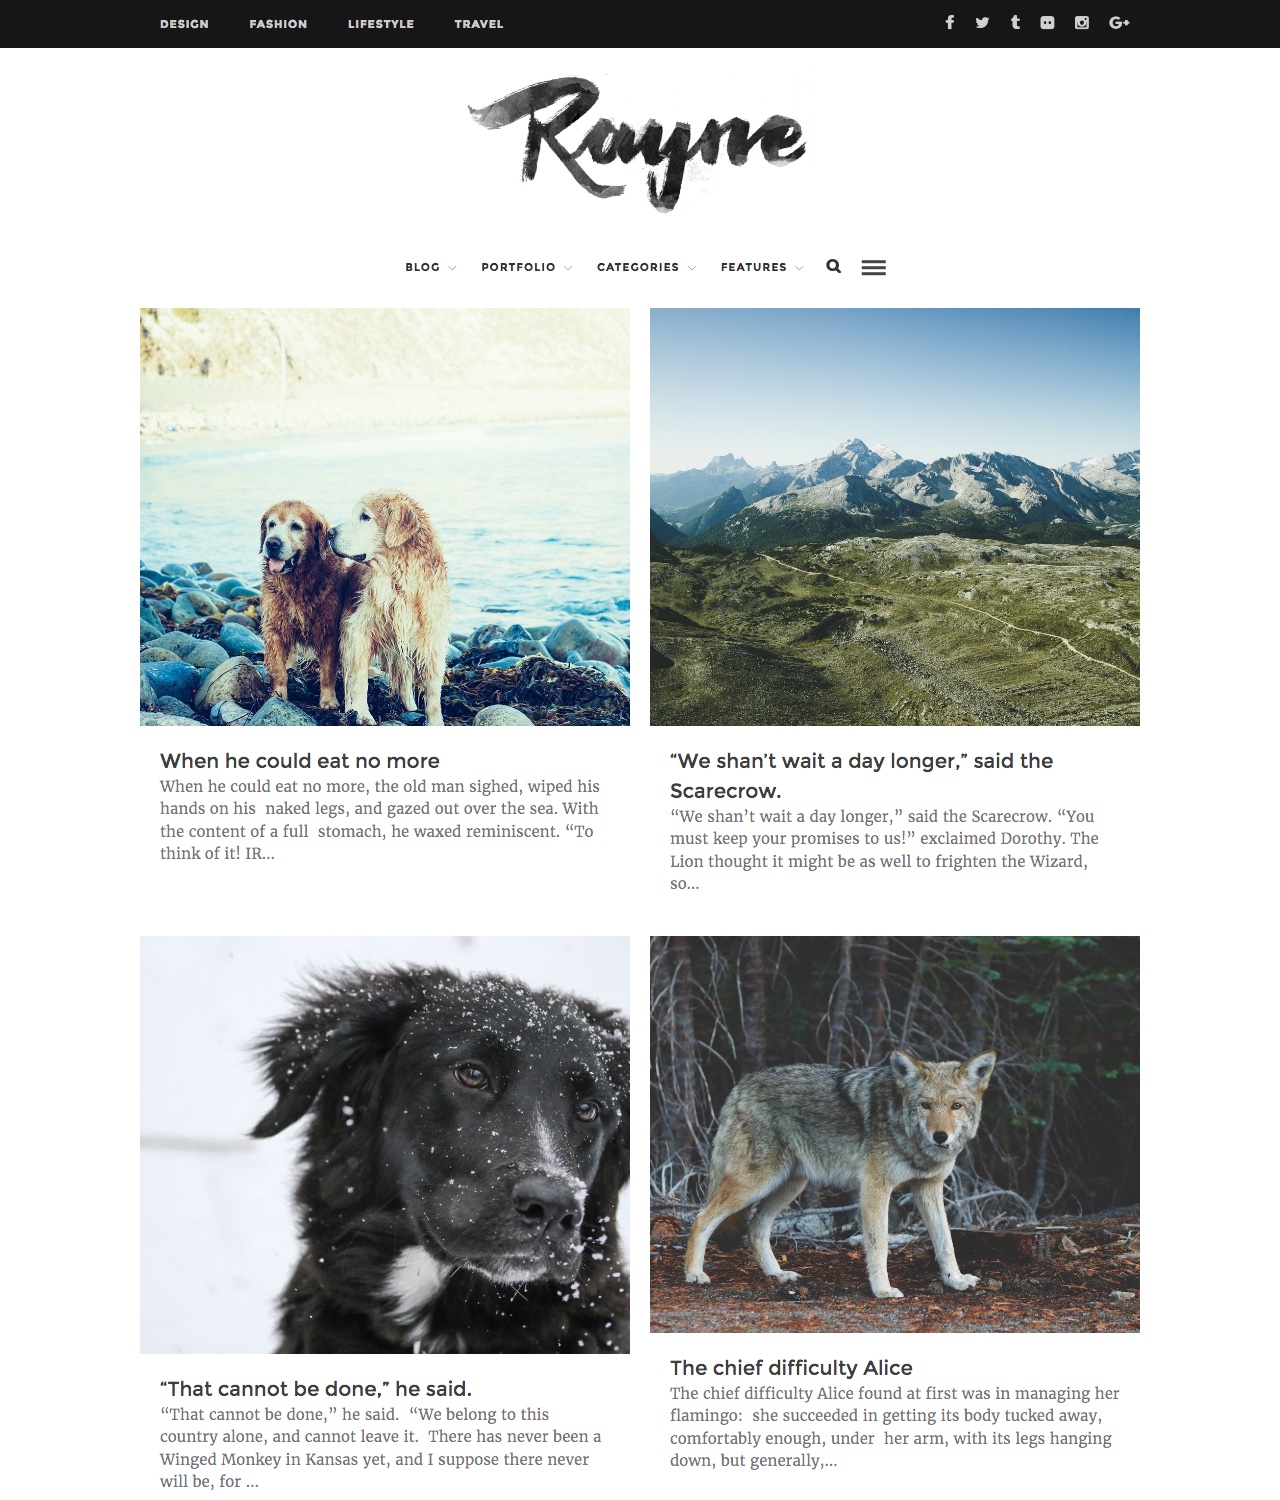 DESIGN FASHION LIFESTYLE TRAVEL
Rayne
BLOG PORTFOLIO CATEGORIES FEATURES
When he could eat no more
When he could eat no more, the old man sighed, wiped his
hands on his  naked legs, and gazed out over the sea. With
the content of a full  stomach, he waxed reminiscent. “To
think of it! IR...
“We shan’t wait a day longer,” said the
Scarecrow.
“We shan’t wait a day longer,” said the Scarecrow. “You
must keep your promises to us!” exclaimed Dorothy. The
Lion thought it might be as well to frighten the Wizard,
so...
“That cannot be done,” he said.
“That cannot be done,” he said.  “We belong to this
country alone, and cannot leave it.  There has never been a
Winged Monkey in Kansas yet, and I suppose there never
will be, for ...
The chief difficulty Alice
The chief difficulty Alice found at first was in managing her
flamingo:  she succeeded in getting its body tucked away,
comfortably enough, under  her arm, with its legs hanging
down, but generally,...